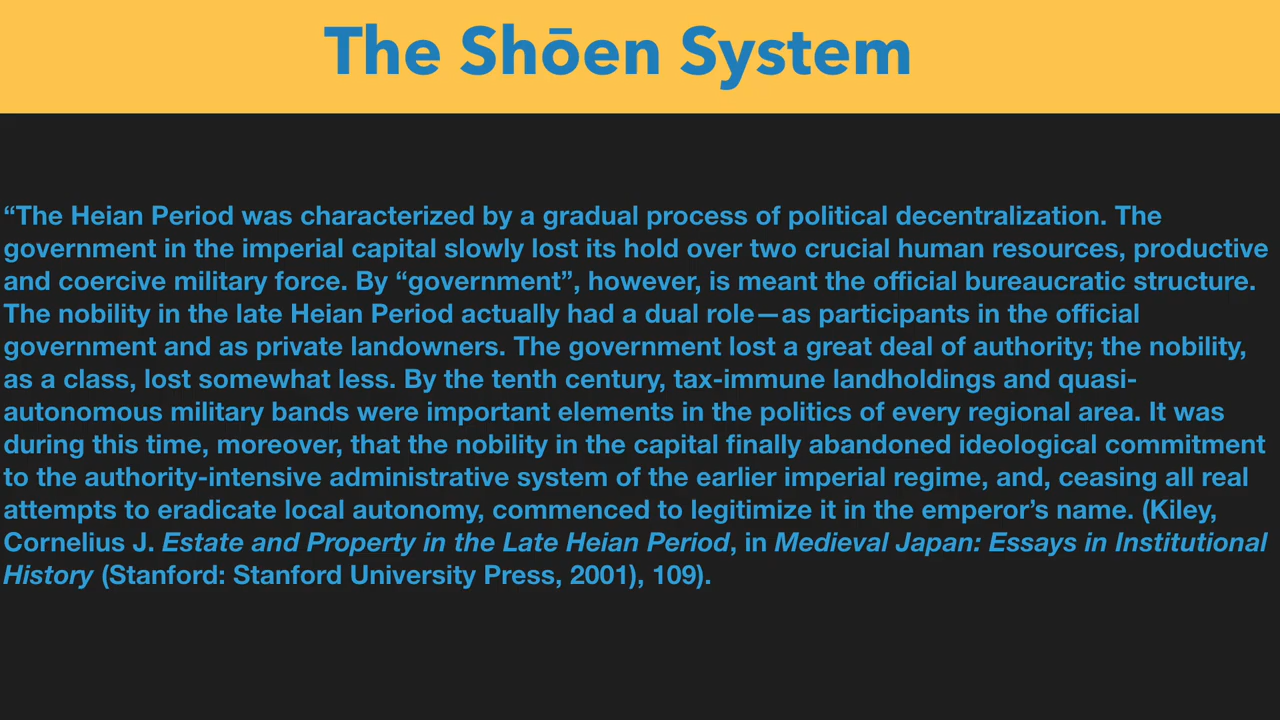 The Shōen System
“The Heian Period was characterized by a gradual process of political decentralization. The
government in the imperial capital slowly lost its hold over two crucial human resources, productive
and coercive military force. By “government”, however, is meant the official bureaucratic structure.
The nobility in the late Heian Period actually had a dual role—as participants in the official
government and as private landowners. The government lost a great deal of authority; the nobility,
as a class, lost somewhat less. By the tenth century, tax-immune landholdings and quasi-
autonomous military bands were important elements in the politics of every regional area. It was
during this time, moreover, that the nobility in the capital finally abandoned ideological commitment
to the authority-intensive administrative system of the earlier imperial regime, and, ceasing all real
attempts to eradicate local autonomy, commenced to legitimize it in the emperor’s name. (Kiley,
Cornelius J. Estate and Property in the Late Heian Period, in Medieval Japan: Essays in Institutional
History (Stanford: Stanford University Press, 2001), 109).